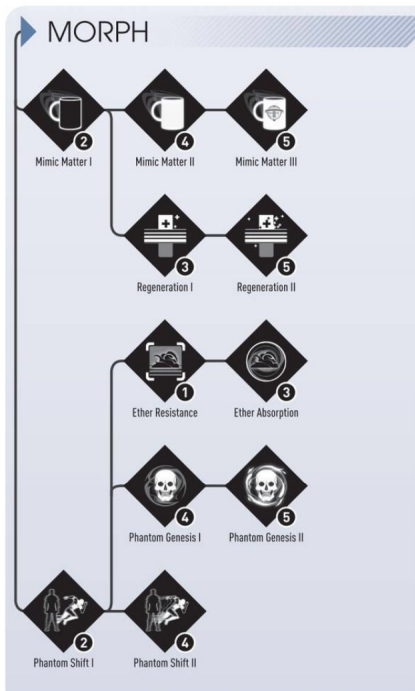 MORPH
2
4
5
Mimic Matter I
Mimic Matter II
Mimic Matter III
3
5
Regeneration I
Regeneration II
1
3
Ether Resistance
Ether Absorption
4
5
Phantom Genesis I
Phantom Genesis II
2
4
Phantom Shift I
Phantom Shift II